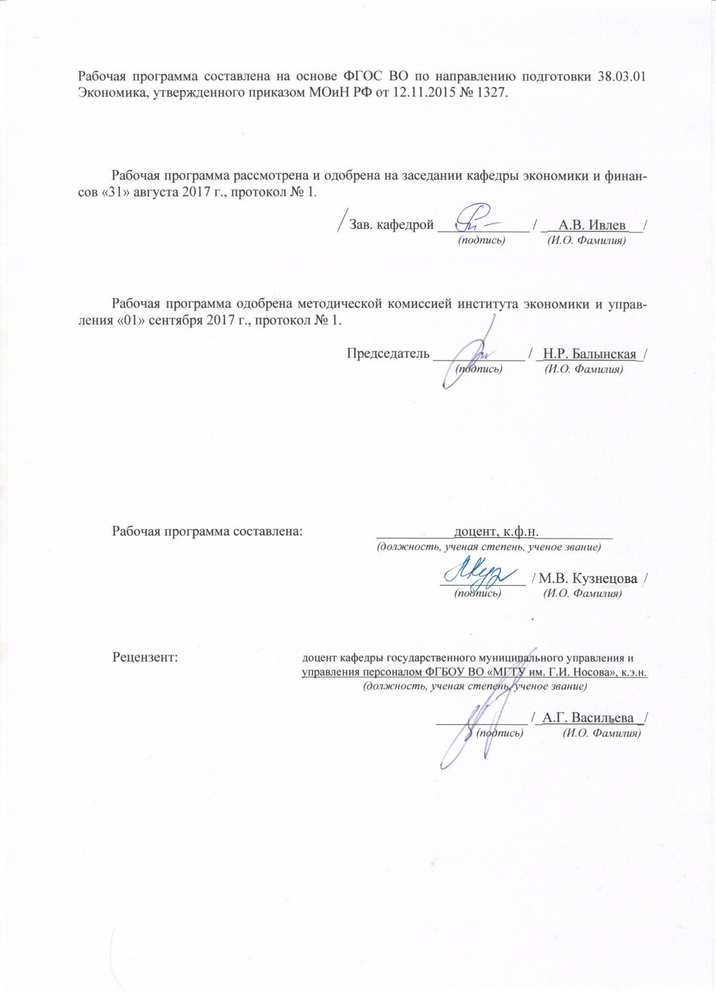 Рабочая программа составлена на основе ФГОС ВО по направлению подготовки 38.03.01
Экономика, утвержденного приказом МОиН РФ от 12.11.2015 № 1327.
Рабочая программа рассмотрена и одобрена на заседании кафедры экономики и финан-
сов «31» августа 2017 г., протокол № 1.
/ Зав. кафедрой ______________ / __А.В. Ивлев__/
(подпись) (И.О. Фамилия)
Рабочая программа одобрена методической комиссией института экономики и управ-
ления «01» сентября 2017 г., протокол № 1.
Председатель ______________ / _Н.Р. Балынская_/
(подпись) (И.О. Фамилия)
Рабочая программа составлена: ____________доцент, к.ф.н.____________
(должность, ученая степень, ученое звание)
______________ / М.В. Кузнецова /
(подпись) (И.О. Фамилия)
Рецензент: доцент кафедры государственного муниципального управления и
управления персоналом ФГБОУ ВО «МГТУ им. Г.И. Носова», к.э.н.
(должность, ученая степень, ученое звание)
______________ /_А.Г. Васильева_/
(подпись) (И.О. Фамилия)